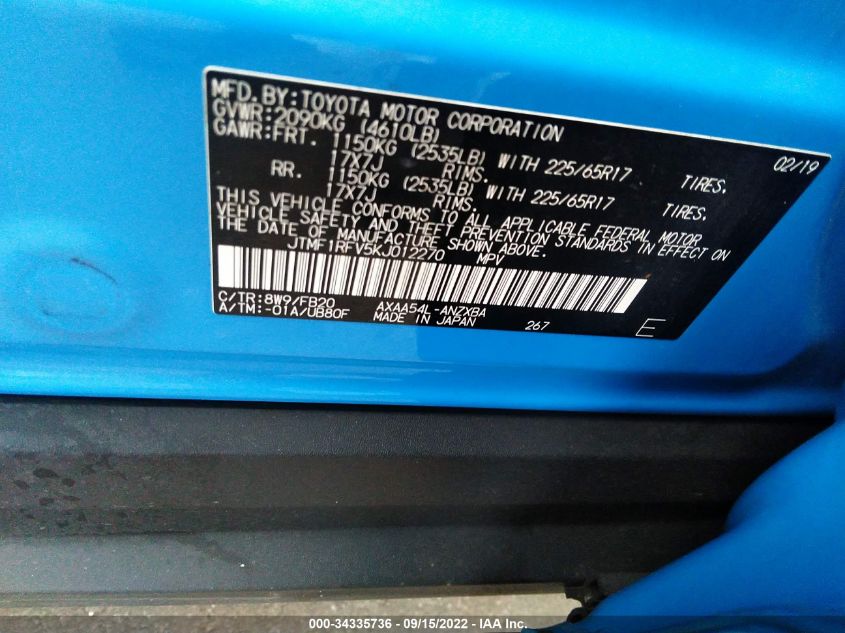 MFD.BY:TOYOTA MOTOR CORPORATION 02/19
GVWR:2090KG (4610LB)
GAWR:FRT. 1150KG (2535LB) WITH 225/65R17 TIRES.
17X7J RIMS.
RR. 1150KG (2535LB) WITH 225/65R17 TIRES.
17X7J RIMS.
THIS VEHICLE CONFORMS TO ALL APPLICABLE FEDERAL MOTOR
VEHICLE SAFETY AND THEFT PREVENTION STANDARDS IN EFFECT ON
THE DATE OF MANUFACTURE SHOWN ABOVE.
JTMF1RFV5KJ012270 MPV
C/TR:8W9/FB20 AXAA54L-ANZXBA
A/TM:-01A/UB80F MADE IN JAPAN 267 E
000-34335736 - 09/15/2022 - © IAA Inc.